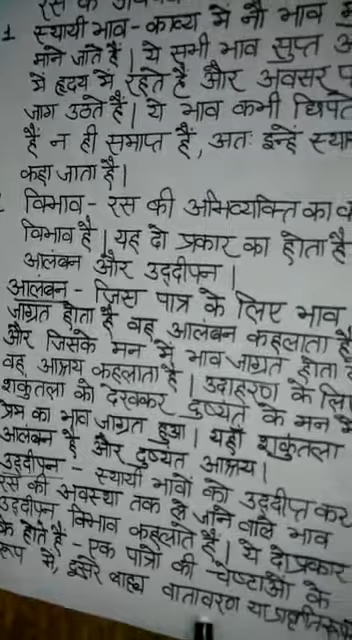 रस के
1 स्थायी भाव - काव्य में नौ भाव
माने जाते हैं। ये सभी भाव सुप्त
में हृदय में रहते हैं और अवसर
जाग उठते हैं। ये भाव कभी छिपते
हैं न ही समाप्त हैं, अतः इन्हें
कहा जाता है।
विभाव - रस की अभिव्यक्ति का
विभाव है। यह दो प्रकार का होता है
आलंबन और उद्दीपन।
आलंबन - जिस पात्र के लिए भाव
जाग्रत होता है वह आलंबन कहलाता है
और जिसके मन में भाव जाग्रत होता
वह आश्रय कहलाता है। उदाहरण के
शकुंतला को देखकर दुष्यंत के मन में
प्रेम का भाव जाग्रत हुआ। यहाँ शकुंतला
आलंबन है और दुष्यंत आश्रय।
उद्दीपन - स्थायी भावों को उद्दीप्त कर
रस की अवस्था तक ले जाने वाले भाव
उद्दीपन विभाव कहलाते हैं। ये दो प्रकार
के होते हैं - एक पात्रों की चेष्टाओं के
रूप में, दूसरे बाह्य वातावरण या